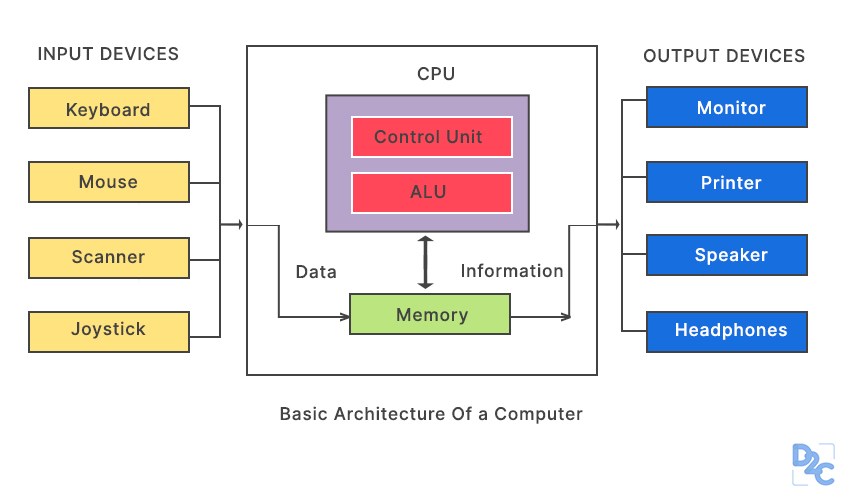 INPUT DEVICES
Keyboard
Mouse
Scanner
Joystick
CPU
Control Unit
ALU
Data
Information
Memory
OUTPUT DEVICES
Monitor
Printer
Speaker
Headphones
Basic Architecture Of a Computer
D2C